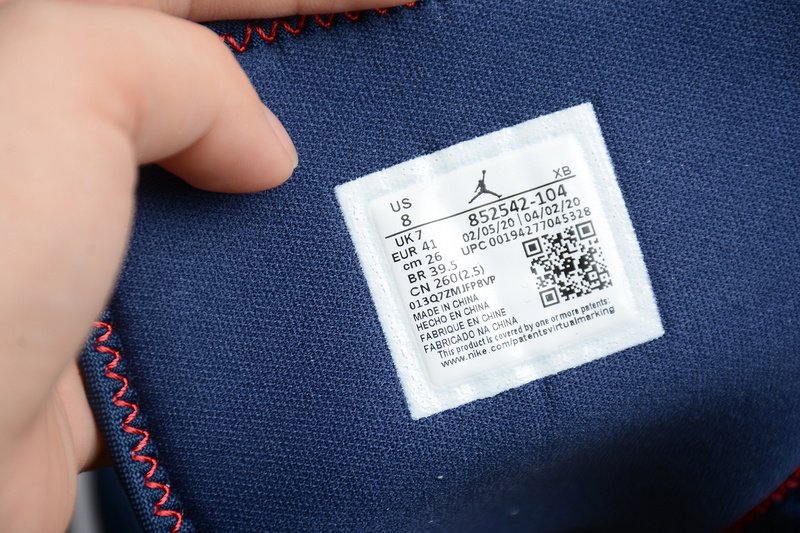 XB
US
8
852542-104
UK 7
02/05/20 | 04/02/20
EUR 41
UPC 00194277045328
cm 26
BR 39.5
CN 260(2.5)
013Q7ZMJFPBVP
MADE IN CHINA
HECHO EN CHINA
FABRIQUE EN CHINE
FABRICADO NA CHINA
This product is covered by one or more patents:
www.nike.com/patentsvirtualmarking